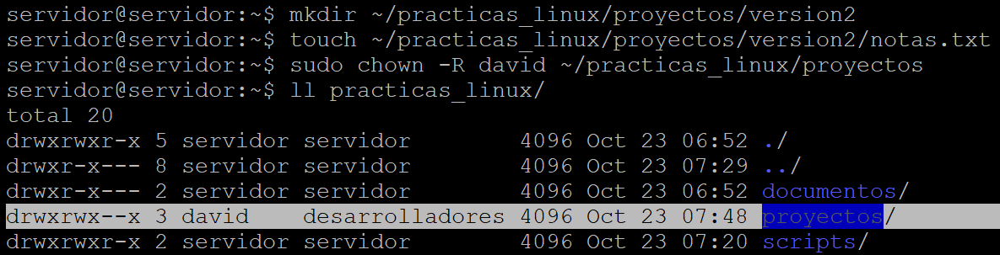 servidor@servidor:~$ mkdir ~/practicas_linux/proyectos/version2
servidor@servidor:~$ touch ~/practicas_linux/proyectos/version2/notas.txt
servidor@servidor:~$ sudo chown -R david ~/practicas_linux/proyectos
servidor@servidor:~$ ll practicas_linux/
total 20
drwxrwxr-x 5 servidor servidor        4096 Oct 23 06:52 ./
drwxr-x--- 8 servidor servidor        4096 Oct 23 07:29 ../
drwxr-x--- 2 servidor servidor        4096 Oct 23 06:52 documentos/
drwxrwx--x 3 david    desarrolladores 4096 Oct 23 07:48 proyectos/
drwxr-xr-x 2 servidor servidor        4096 Oct 23 07:20 scripts/